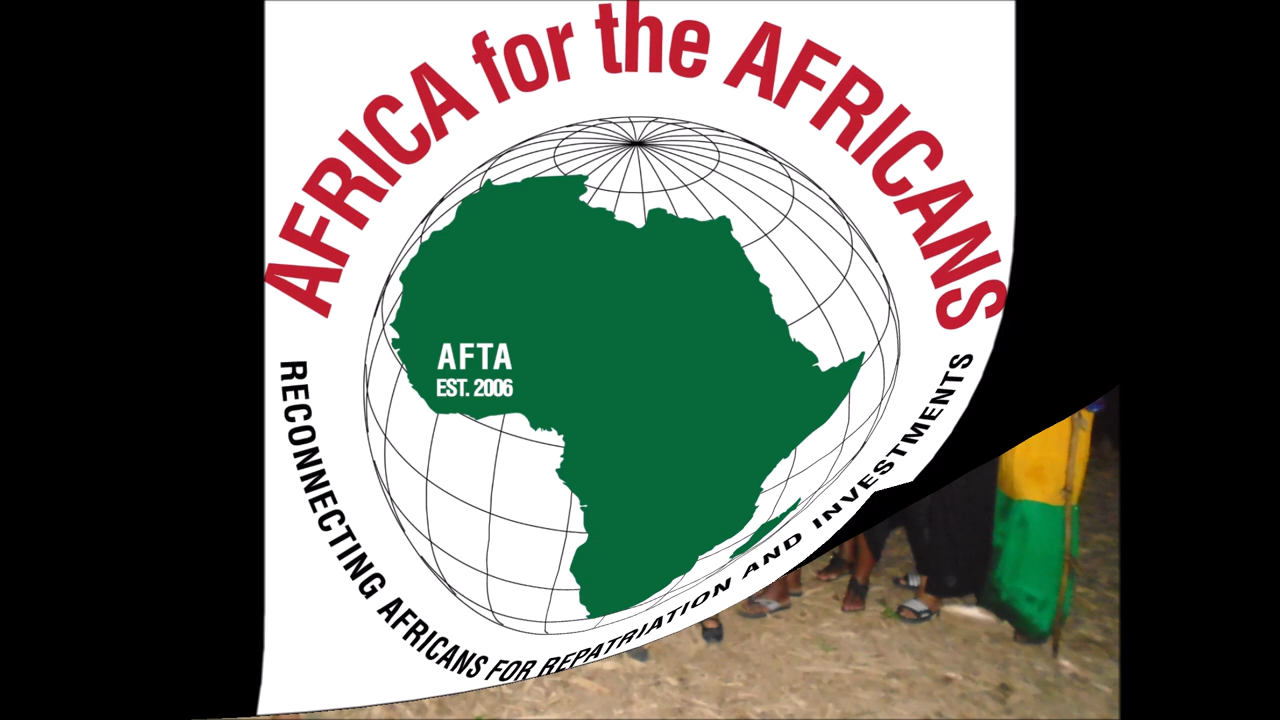 AFRICA for the AFRICANS
AFTA
EST. 2006
RECONNECTING AFRICANS FOR REPATRIATION AND INVESTMENTS